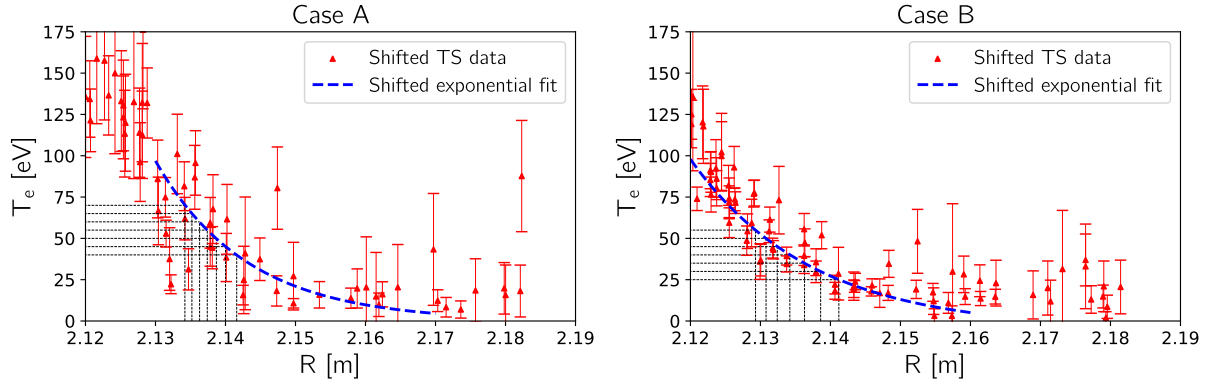 Case A
T_e [eV]
175
150
125
100
75
50
25
0
Shifted TS data
Shifted exponential fit
2.12 2.13 2.14 2.15 2.16 2.17 2.18 2.19
R [m]
Case B
T_e [eV]
175
150
125
100
75
50
25
0
Shifted TS data
Shifted exponential fit
2.12 2.13 2.14 2.15 2.16 2.17 2.18 2.19
R [m]